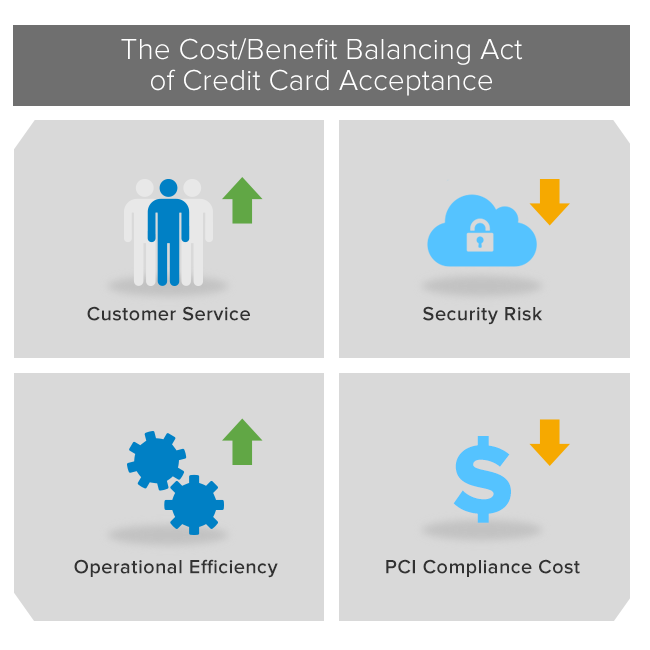 The Cost/Benefit Balancing Act
of Credit Card Acceptance
Customer Service
Security Risk
Operational Efficiency
PCI Compliance Cost